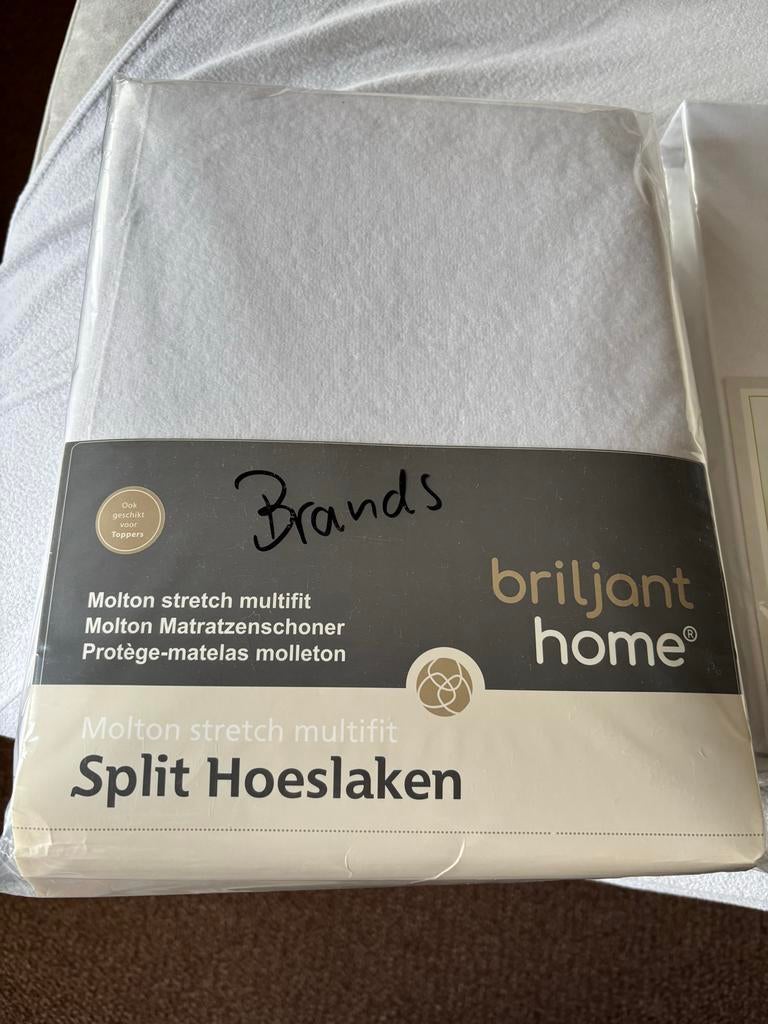 Brands
Ook
geschikt
voor
Toppers
briljant
home®
Molton stretch multifit
Molton Matratzenschoner
Protège-matelas molleton
Molton stretch multifit
Split Hoeslaken